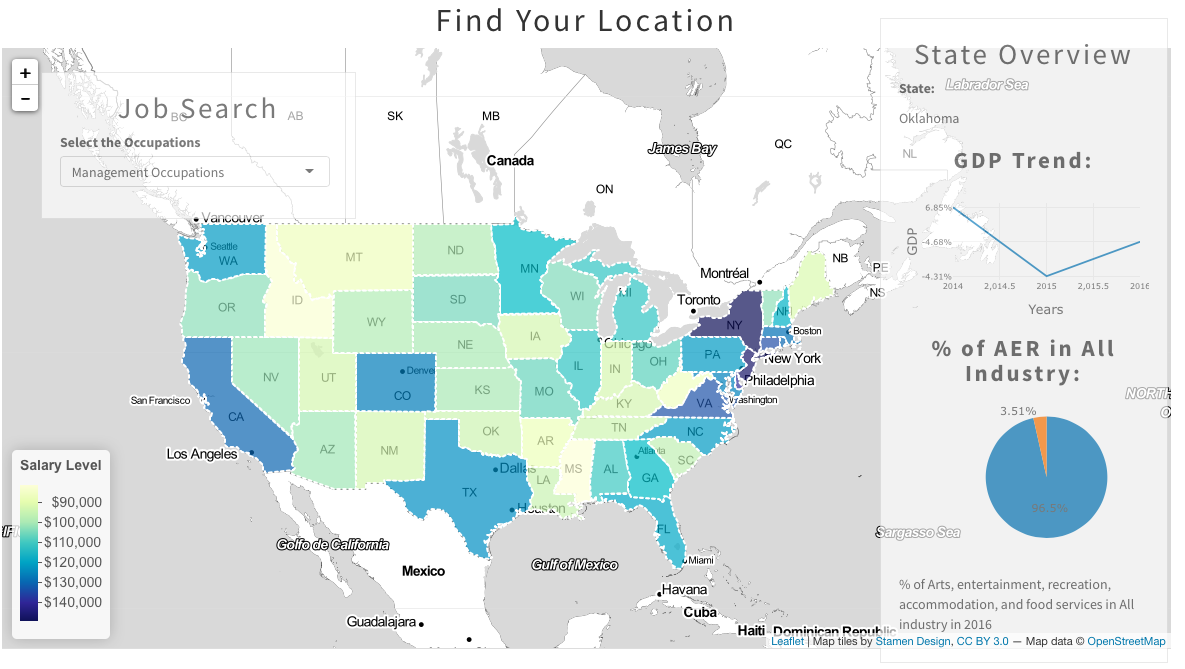 Find Your Location
+
−
Job Search
Select the Occupations
Management Occupations
State Overview
State:
Oklahoma
GDP Trend:
6.85%
-4.68%
-4.31%
GDP
2014
2,014.5
2015
2,015.5
2016
Years
% of AER in All
Industry:
3.51%
96.5%
% of Arts, entertainment, recreation,
accommodation, and food services in All
industry in 2016
Labrador Sea
BC
AB
SK
MB
Canada
James Bay
QC
NL
ON
Vancouver
Seattle
WA
MT
ND
MN
Montréal
NB
PE
NS
OR
ID
SD
WI
MI
Toronto
NY
NH
Boston
WY
IA
Chicago
NE
PA
New York
NV
UT
Denver
CO
IL
IN
OH
Philadelphia
San Francisco
KS
MO
KY
VA
Washington
CA
NC
TN
OK
AR
Los Angeles
AZ
NM
Atlanta
SC
Dallas
MS
AL
GA
TX
LA
Houston
FL
Miami
Salary Level
$90,000
$100,000
$110,000
$120,000
$130,000
$140,000
Golfo de California
Gulf of Mexico
Sargasso Sea
Mexico
Havana
Cuba
Guadalajara
Haiti
Dominican Republic
NORTH
Leaflet | Map tiles by Stamen Design, CC BY 3.0 — Map data © OpenStreetMap